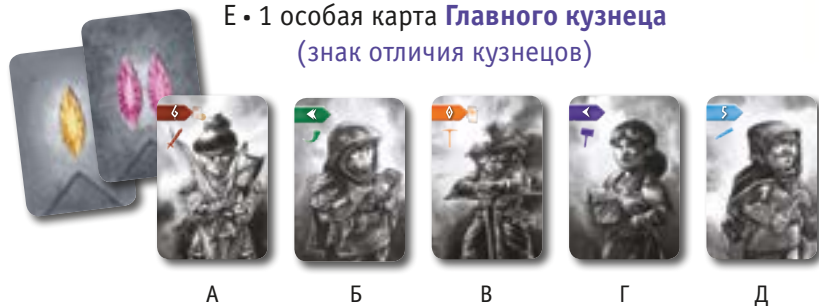 Е • 1 особая карта Главного кузнеца
(знак отличия кузнецов)
А Б В Г Д